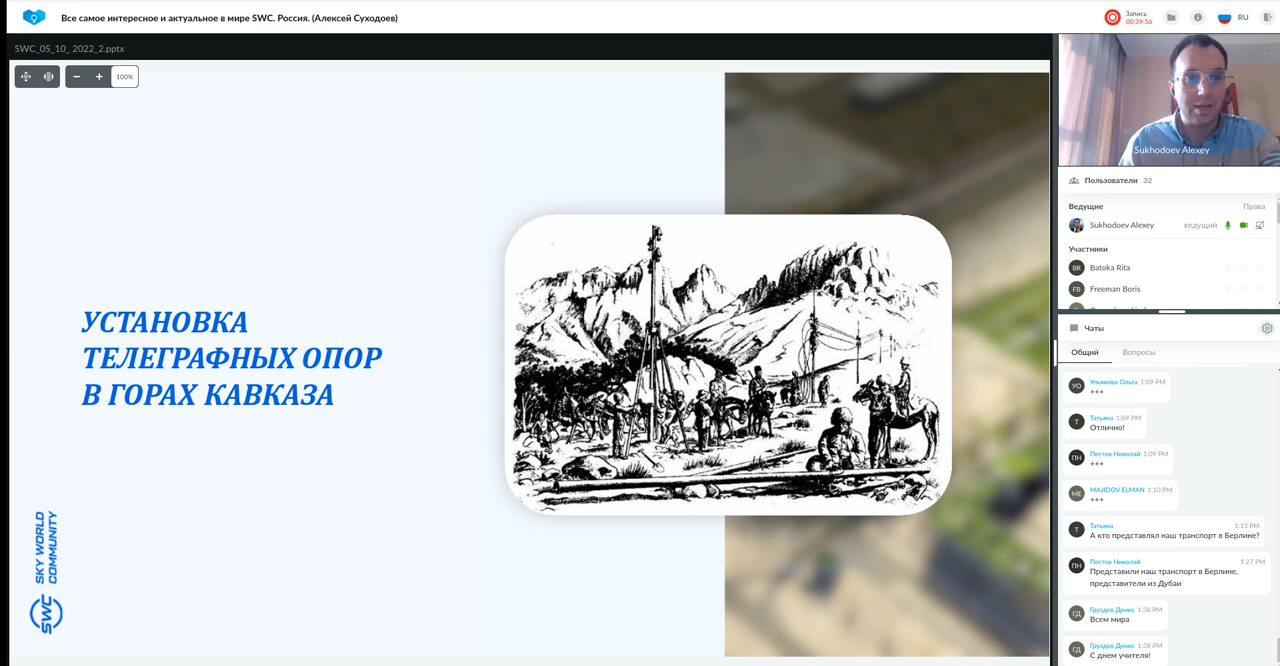 Все самое интересное и актуальное в мире SWC. Россия. (Алексей Суходоев)
Запись
00:39:56
RU
SWC_05_10_ 2022_2.pptx
100%
УСТАНОВКА
ТЕЛЕГРАФНЫХ ОПОР
В ГОРАХ КАВКАЗА
SKY WORLD
COMMUNITY
SWC
Sukhodoev Alexey
Пользователи 32
Ведущие Права
Sukhodoev Alexey ведущий
Участники
BR Batoka Rita
FB Freeman Boris
Чаты
Общий Вопросы
УО Ульянова Ольга 1:09 PM
+++
Т Татьяна 1:09 PM
Отлично!
ПН Пестов Николай 1:09 PM
+++
ME MAJIDOV ELMAN 1:10 PM
+++
Т Татьяна 1:13 PM
А кто представлял наш транспорт в Берлине?
ПН Пестов Николай 1:27 PM
Представили наш транспорт в Берлине,
представители из Дубаи
ГД Груздев Денис 1:36 PM
Всем мира
ГД Груздев Денис 1:38 PM
С днем учителя!